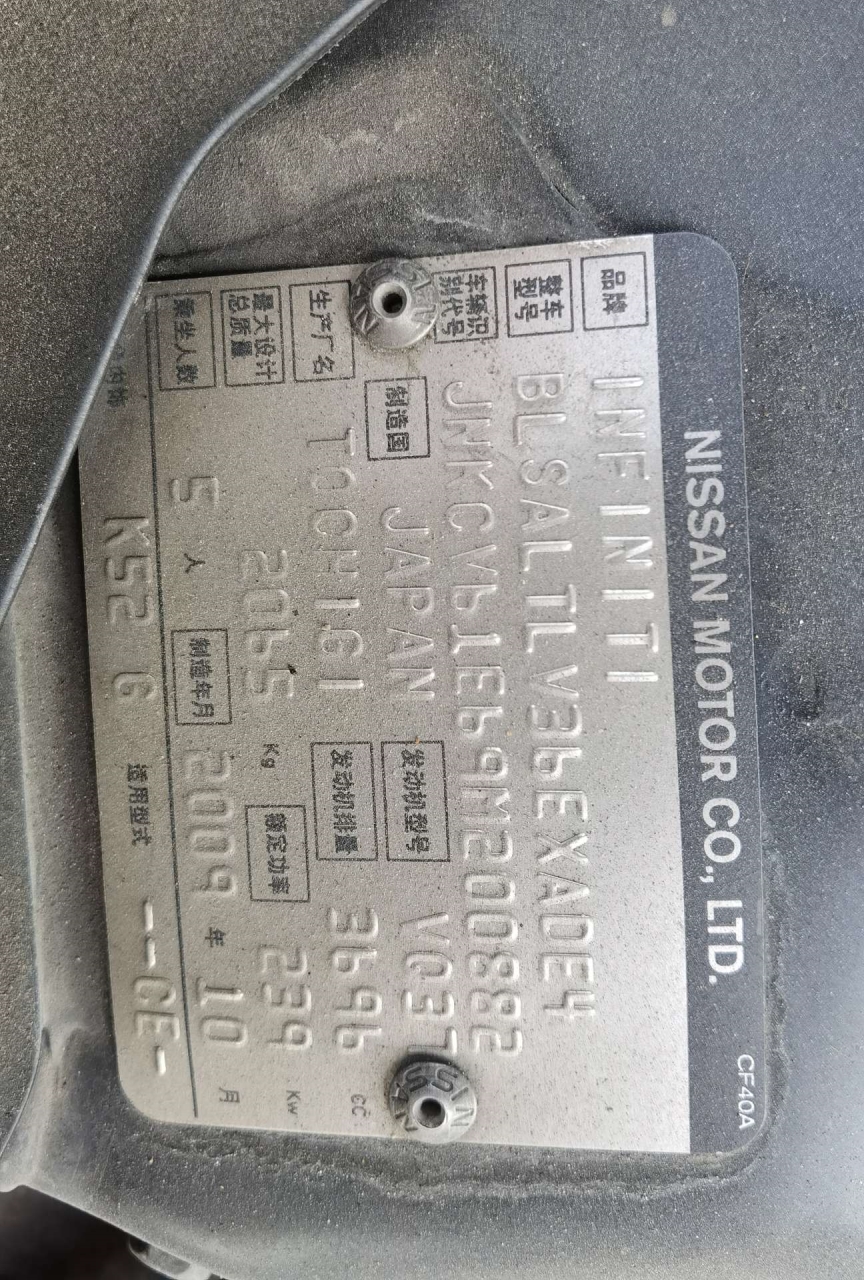 NISSAN MOTOR CO., LTD. CF40A
品牌 INFINITI
整车型号 BLSALTLV36EXADE4
车辆识别代号 JNKCV61E69M200882
制造国 JAPAN 发动机型号 VQ37
生产厂名 TOCHIGI 发动机排量 3696 CC
最大设计总质量 2065 Kg 额定功率 239 Kw
乘坐人数 5 人 制造年月 2009 年 10 月
内饰 K52 G 适用型式 --CE-